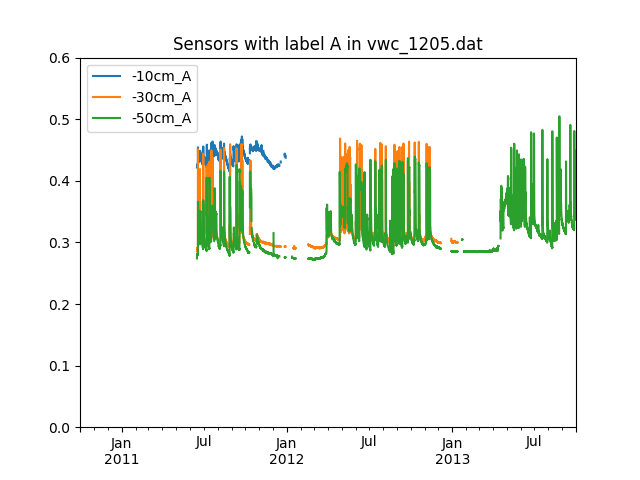 Sensors with label A in vwc_1205.dat
0.6
0.5
0.4
0.3
0.2
0.1
0.0
-10cm_A
-30cm_A
-50cm_A
Jan Jul Jan Jul Jan Jul
2011 2012 2013